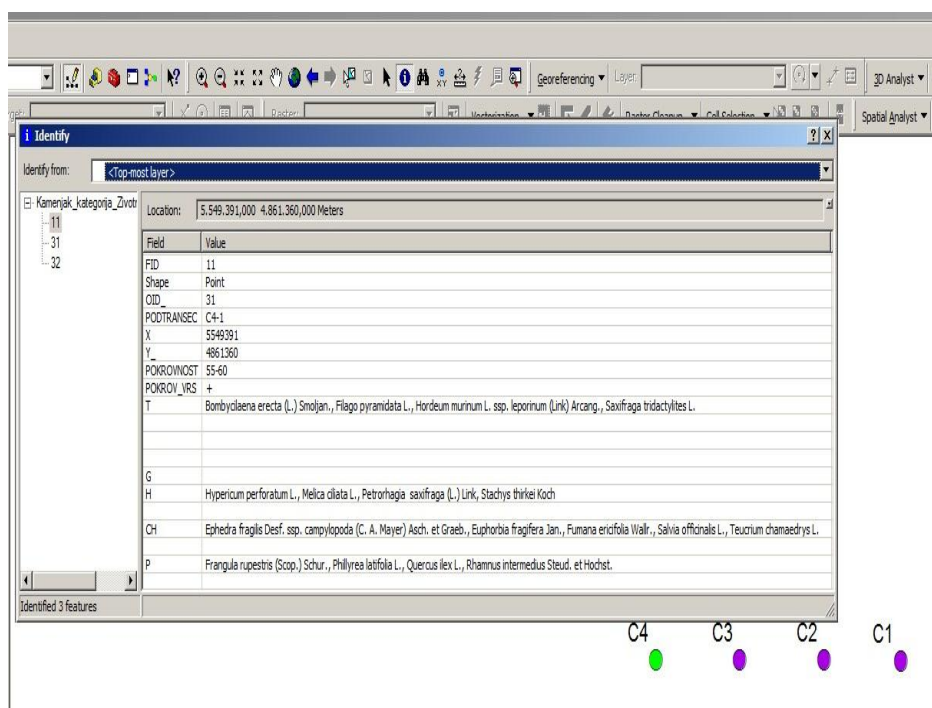 Georeferencing Layer: 3D Analyst
Raster: Vectorization Raster Cleanup Cell Selection Spatial Analyst
Identify
Identify from: <Top-most layer>
Location: 5.549.391,000 4.861.360,000 Meters
Kamenjak_kategorija_Zivotr
11
31
32
Field Value
FID 11
Shape Point
OID_ 31
PODTRANSEC C4-1
X 5549391
Y_ 4861360
POKROVNOST 55-60
POKROV_VRS +
T Bombycilaena erecta (L.) Smoljan., Filago pyramidata L., Hordeum murinum L. ssp. leporinum (Link) Arcang., Saxifraga tridactylites L.
G
H Hypericum perforatum L., Melica ciliata L., Petrorhagia saxifraga (L.) Link, Stachys thirkei Koch
CH Ephedra fragilis Desf. ssp. campylopoda (C. A. Mayer) Asch. et Graeb., Euphorbia fragifera Jan., Fumana ericifolia Wallr., Salvia officinalis L., Teucrium chamaedrys L.
P Frangula rupestris (Scop.) Schur., Phillyrea latifolia L., Quercus ilex L., Rhamnus intermedius Steud. et Hochst.
Identified 3 features
C4 C3 C2 C1